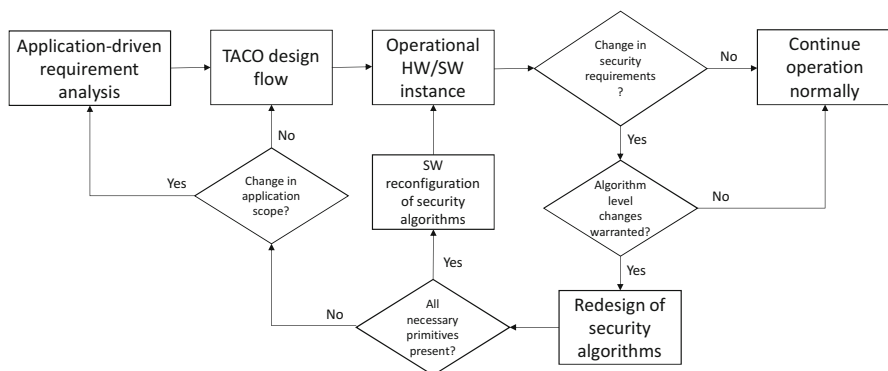 Application-driven
requirement
analysis
TACO design
flow
Operational
HW/SW
instance
Change in
security
requirements
?
No
Continue
operation
normally
Yes
No
Yes
Change in
application
scope?
SW
reconfiguration
of security
algorithms
Algorithm
level
changes
warranted?
No
Yes
Yes
No
All
necessary
primitives
present?
Redesign of
security
algorithms